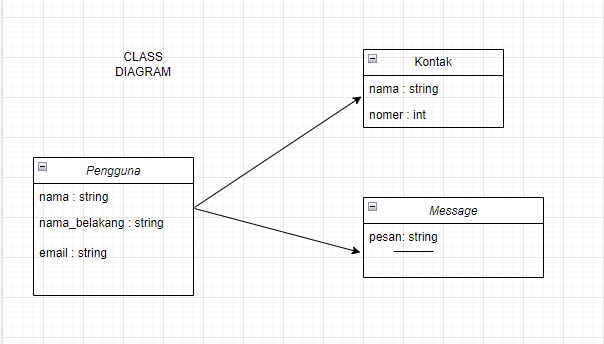 CLASS
DIAGRAM
Kontak
nama : string
nomer : int
Pengguna
nama : string
nama_belakang : string
email : string
Message
pesan: string